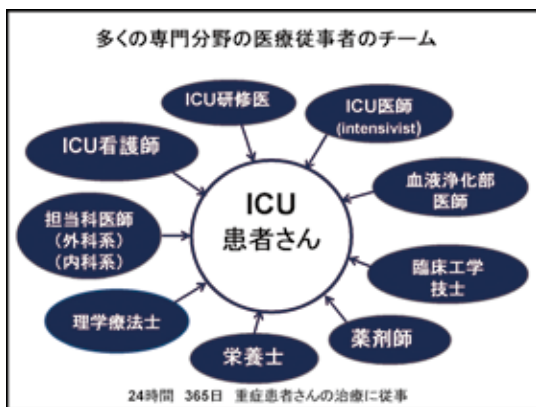 多くの専門分野の医療従事者のチーム
ICU研修医
ICU医師
(intensivist)
ICU看護師
血液浄化部
医師
ICU
患者さん
担当科医師
(外科系)
(内科系)
臨床工学
技士
理学療法士
薬剤師
栄養士
24時間 365日 重症患者さんの治療に従事